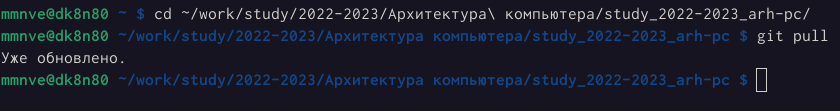 mmnve@dk8n80 ~ $ cd ~/work/study/2022-2023/Архитектура\ компьютера/study_2022-2023_arh-pc/
mmnve@dk8n80 ~/work/study/2022-2023/Архитектура компьютера/study_2022-2023_arh-pc $ git pull
Уже обновлено.
mmnve@dk8n80 ~/work/study/2022-2023/Архитектура компьютера/study_2022-2023_arh-pc $